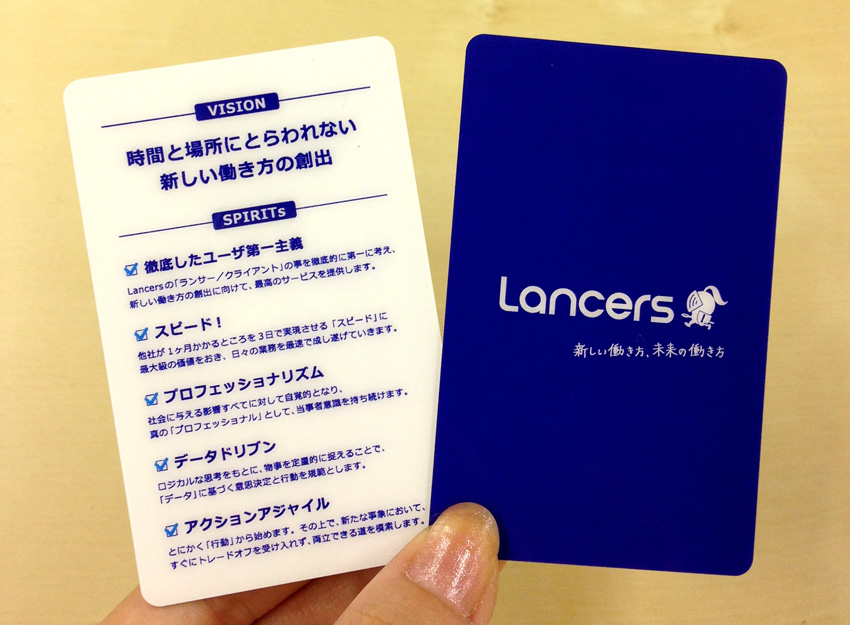 VISION
時間と場所にとらわれない
新しい働き方の創出
SPIRITs
徹底したユーザ第一主義
Lancersの「ランサー／クライアント」の事を徹底的に第一に考え、
新しい働き方の創出に向けて、最高のサービスを提供します。
スピード！
他社が1ヶ月かかるところを3日で実現させる「スピード」に
最大級の価値をおき、日々の業務を最速で成し遂げていきます。
プロフェッショナリズム
社会に与える影響すべてに対して自覚的となり、
真の「プロフェッショナル」として、当事者意識を持ち続けます。
データドリブン
ロジカルな思考をもとに、物事を定量的に捉えることで、
「データ」に基づく意思決定と行動を規範とします。
アクションアジャイル
とにかく「行動」から始めます。その上で、新たな事象において、
すぐにトレードオフを受け入れず、両立できる道を模索します。
Lancers
新しい働き方、未来の働き方